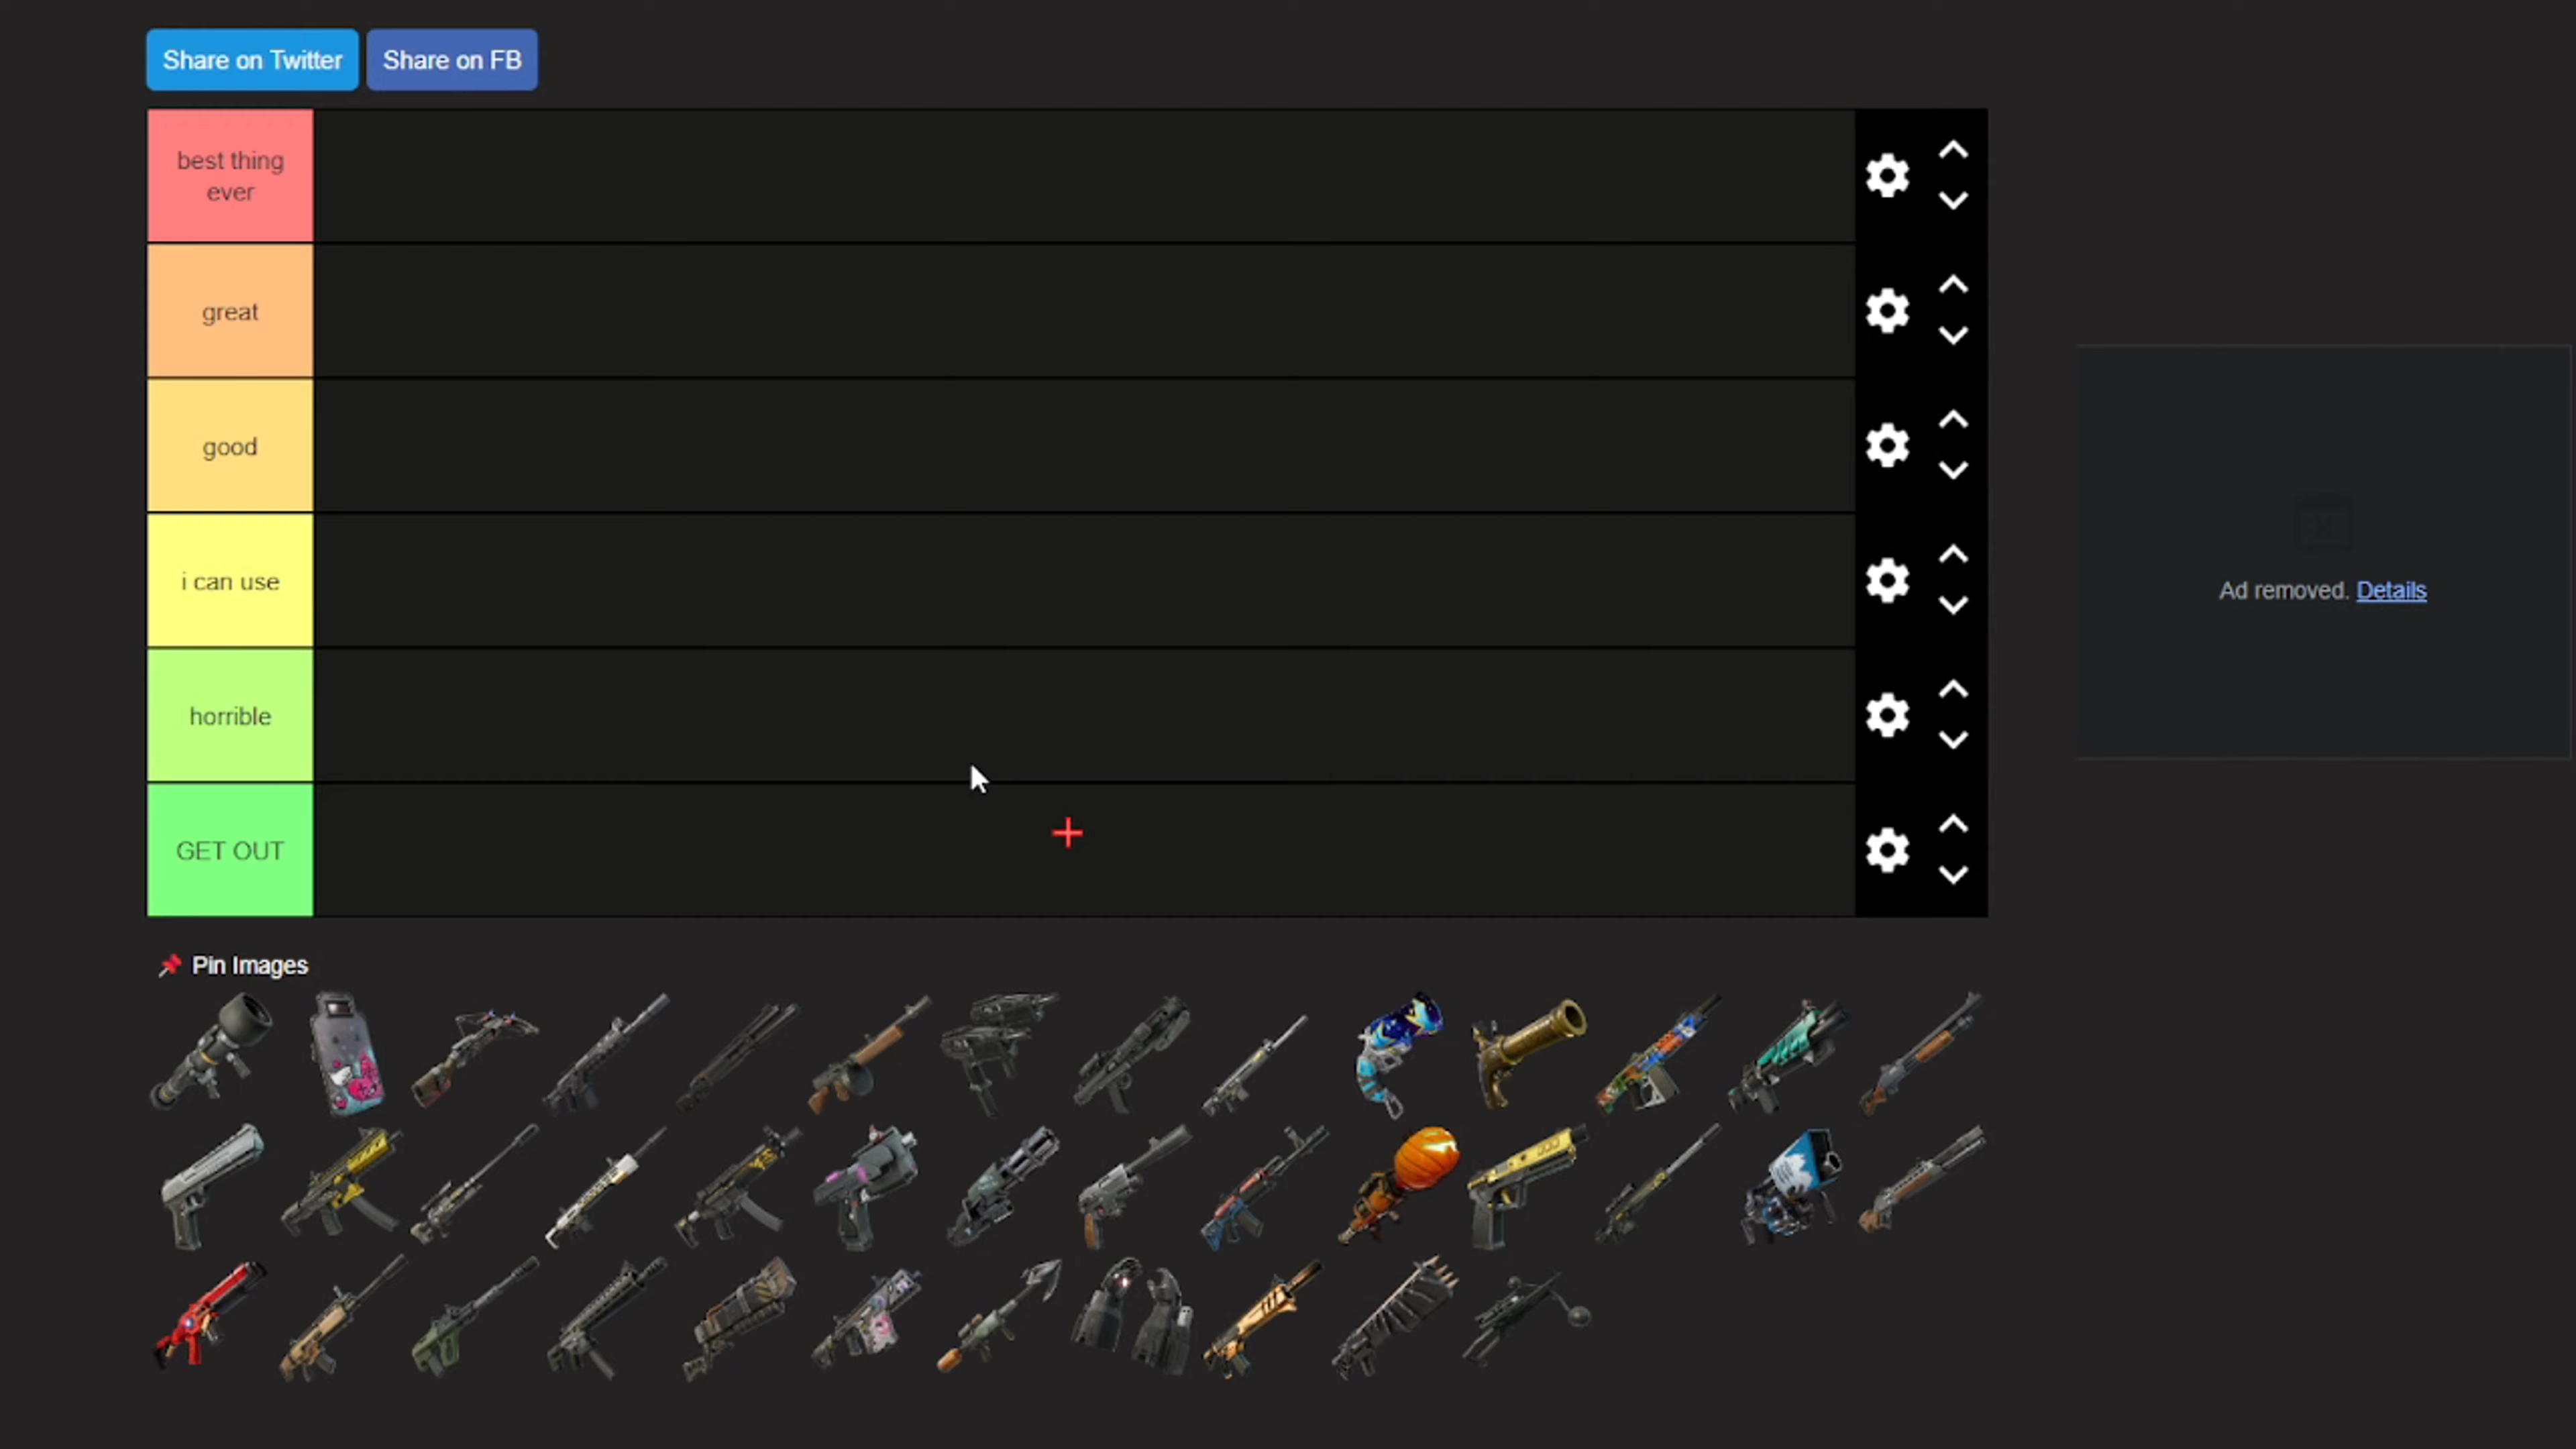 Share on Twitter
Share on FB
best thing
ever
great
good
i can use
horrible
GET OUT
Ad removed. Details
Pin Images